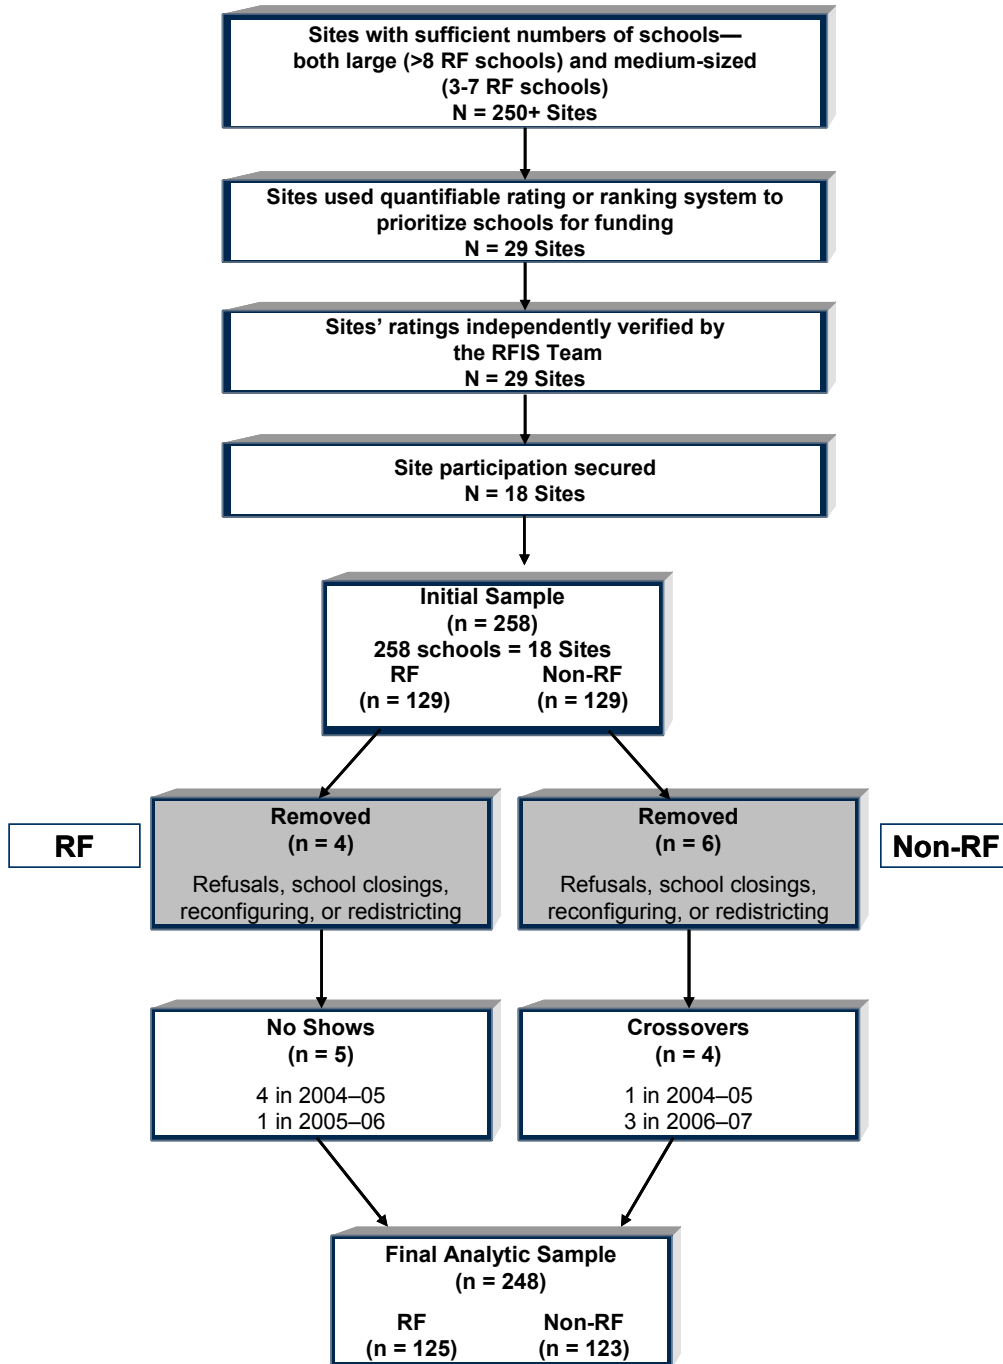 Sites with sufficient numbers of schools—
both large (>8 RF schools) and medium-sized
(3-7 RF schools)
N = 250+ Sites
Sites used quantifiable rating or ranking system to
prioritize schools for funding
N = 29 Sites
Sites' ratings independently verified by
the RFIS Team
N = 29 Sites
Site participation secured
N = 18 Sites
Initial Sample
(n = 258)
258 schools = 18 Sites
RF Non-RF
(n = 129) (n = 129)
RF
Removed
(n = 4)
Refusals, school closings,
reconfiguring, or redistricting
Removed
(n = 6)
Refusals, school closings,
reconfiguring, or redistricting
Non-RF
No Shows
(n = 5)
4 in 2004–05
1 in 2005–06
Crossovers
(n = 4)
1 in 2004–05
3 in 2006–07
Final Analytic Sample
(n = 248)
RF Non-RF
(n = 125) (n = 123)